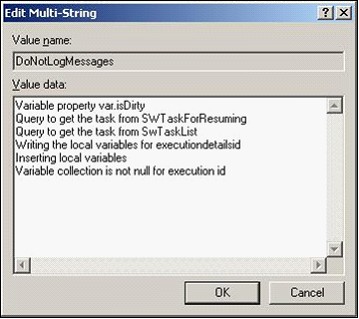 Edit Multi-String
Value name:
DoNotLogMessages
Value data:
Variable property var.isDirty
Query to get the task from SWTaskForResuming
Query to get the task from SwTaskList
Writing the local variables for executiondetailsid
Inserting local variables
Variable collection is not null for execution id
OK
Cancel